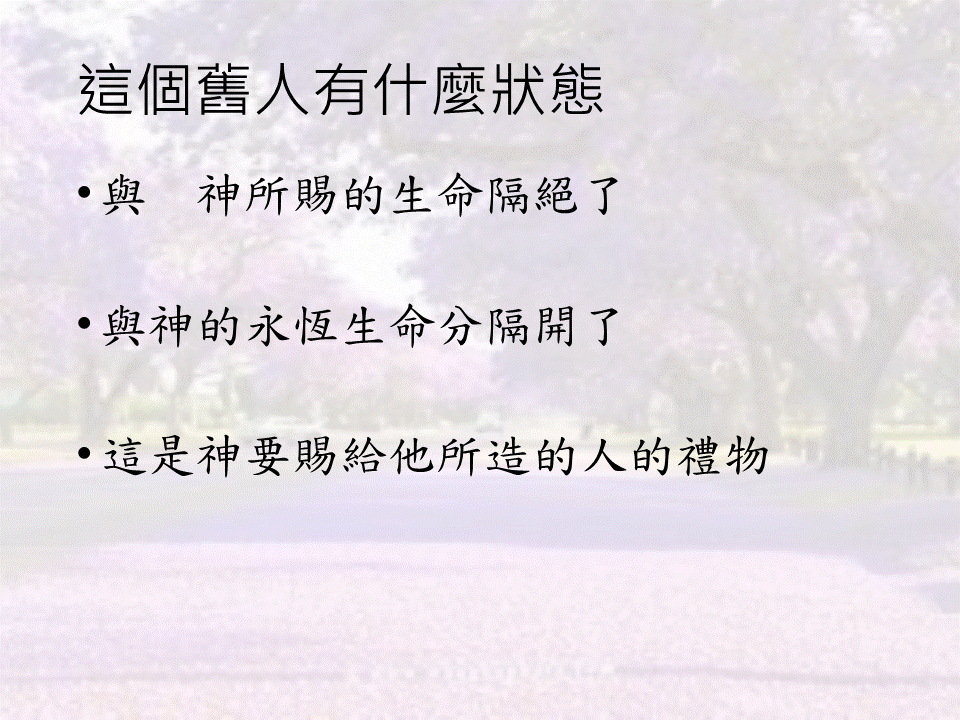 這個舊人有什麼狀態
• 與　神所賜的生命隔絕了
• 與神的永恆生命分隔開了
• 這是神要賜給他所造的人的禮物